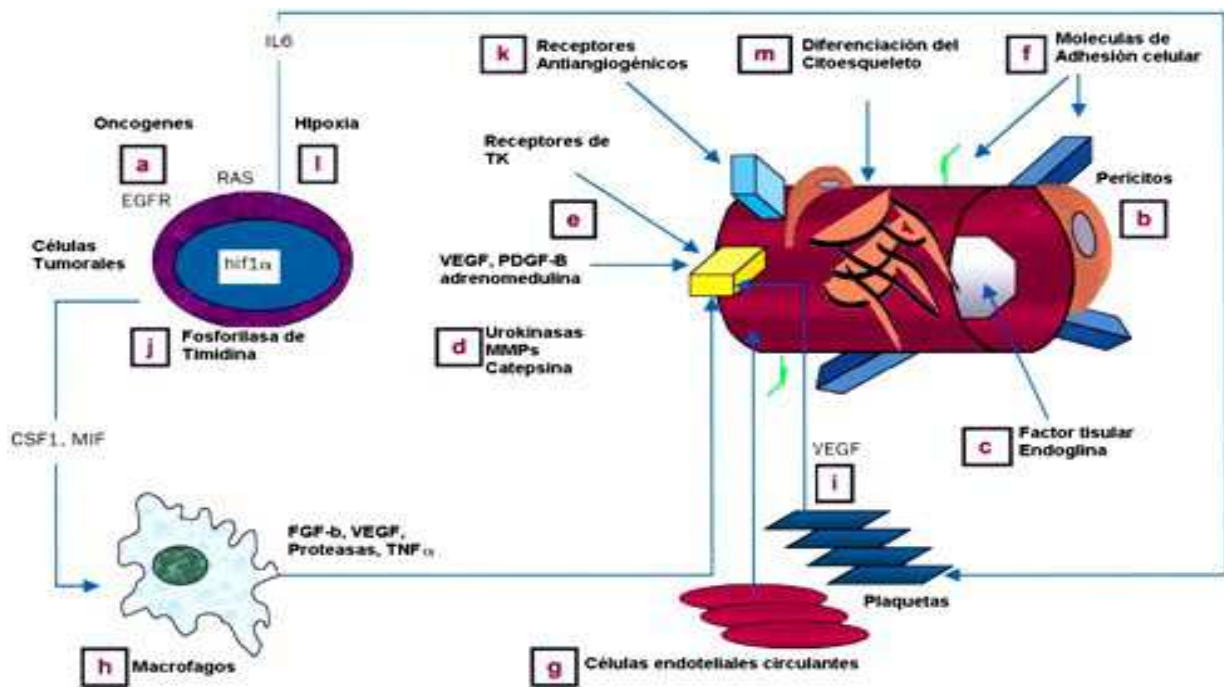 IL6
k
Receptores
Antiangiogénicos
m
Diferenciación del
Citoesqueleto
f
Moleculas de
Adhesión celular
Oncogenes
a
EGFR
RAS
HIpoxia
l
Receptores de
TK
e
Pericitos
b
Células
Tumorales
hif1α
VEGF, PDGF-B
adrenomedulina
j
Fosforilasa de
Timidina
d
Urokinasas
MMPs
Catepsina
CSF1. MIF
c
Factor tisular
Endoglina
VEGF
i
FGF-b, VEGF,
Proteasas, TNF α
Plaquetas
h
Macrofagos
g
Células endoteliales circulantes